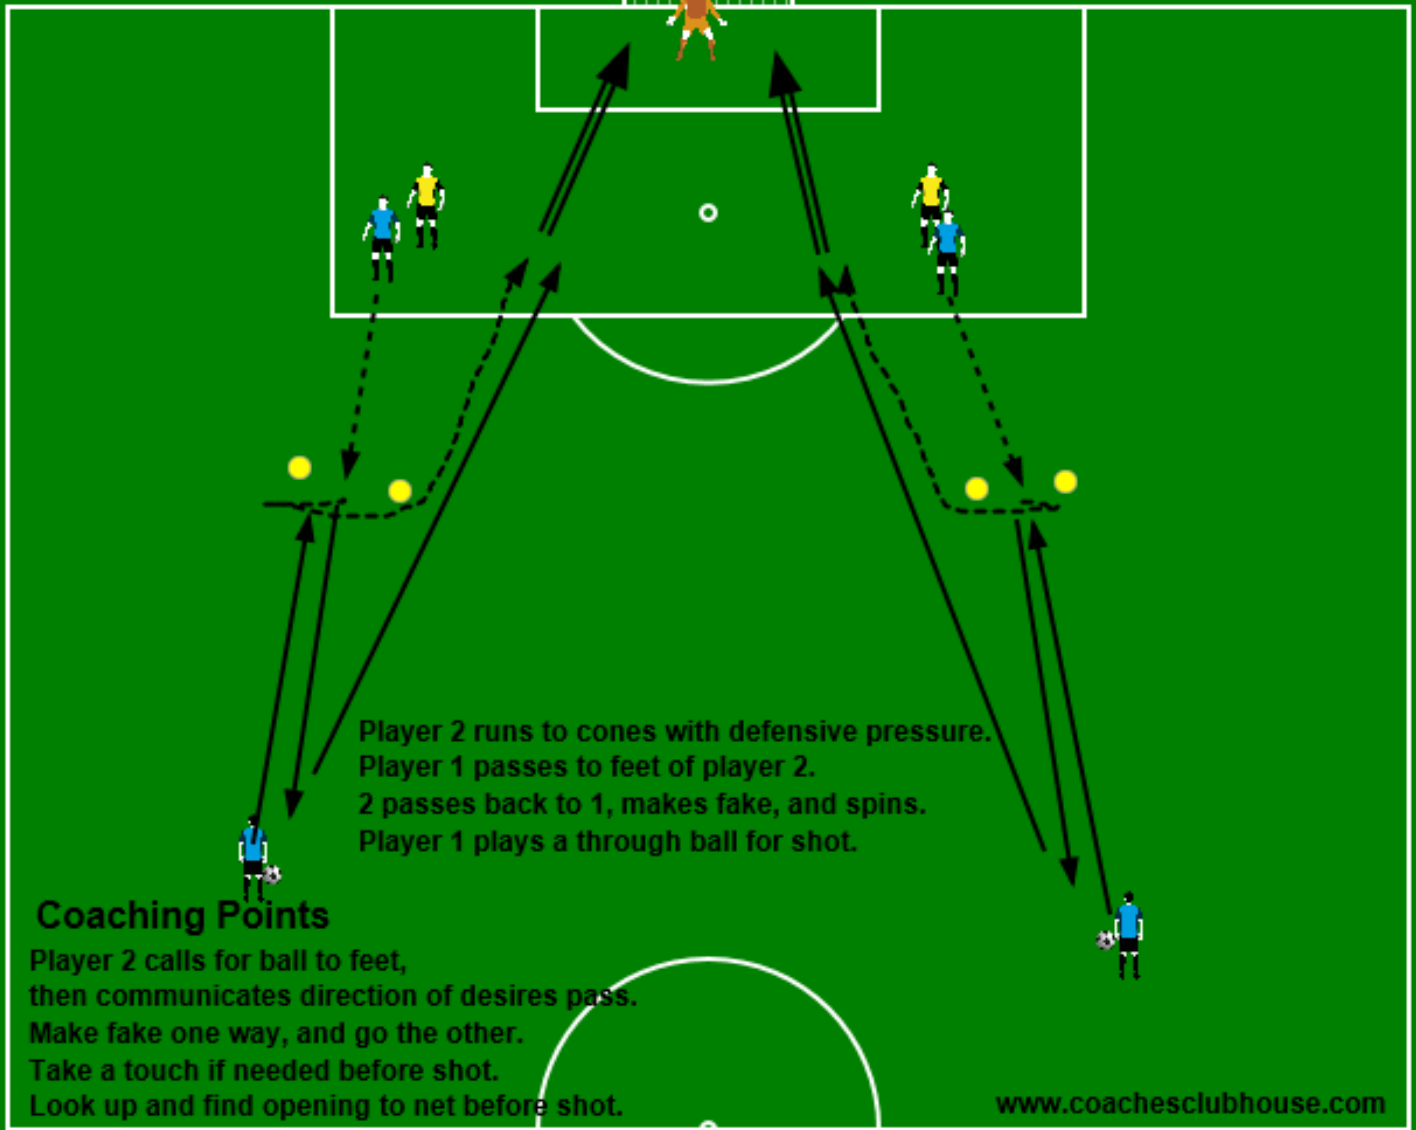 Player 2 runs to cones with defensive pressure.
Player 1 passes to feet of player 2.
2 passes back to 1, makes fake, and spins.
Player 1 plays a through ball for shot.
Coaching Points
Player 2 calls for ball to feet,
then communicates direction of desires pass.
Make fake one way, and go the other.
Take a touch if needed before shot.
Look up and find opening to net before shot.
www.coachesclubhouse.com